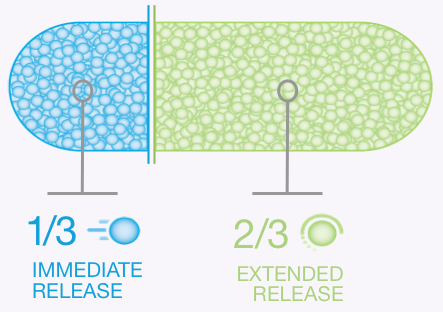 1/3
IMMEDIATE
RELEASE
2/3
EXTENDED
RELEASE